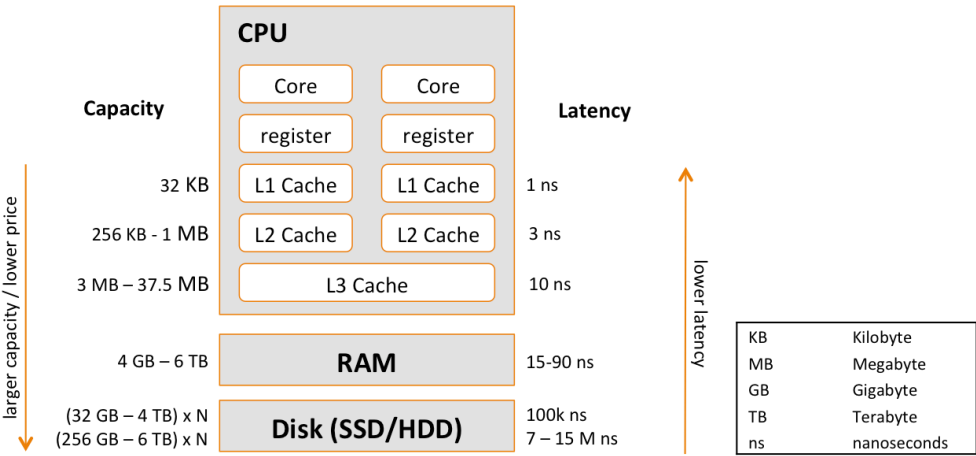 CPU
Core Core
Capacity
Latency
register register
32 KB L1 Cache L1 Cache 1 ns
256 KB - 1 MB L2 Cache L2 Cache 3 ns
3 MB – 37.5 MB L3 Cache 10 ns
4 GB – 6 TB RAM 15-90 ns
(32 GB – 4 TB) x N 100k ns
Disk (SSD/HDD)
(256 GB – 6 TB) x N 7 – 15 M ns
larger capacity / lower price
lower latency
KB Kilobyte
MB Megabyte
GB Gigabyte
TB Terabyte
ns nanoseconds